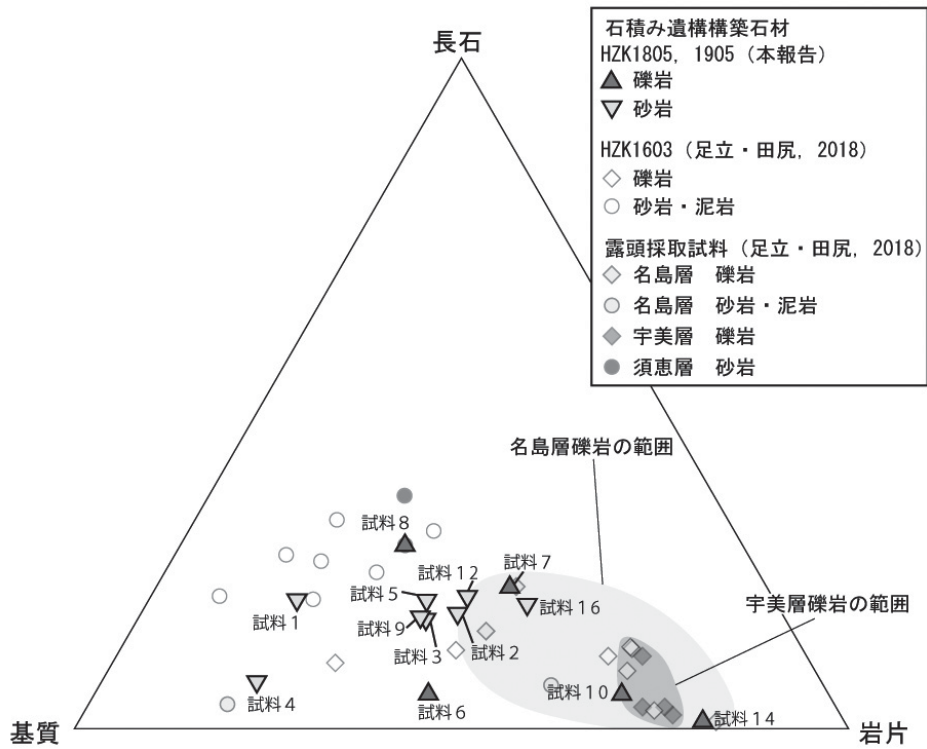 石積み遺構構築石材
HZK1805, 1905（本報告）
礫岩
砂岩
HZK1603（足立・田尻, 2018）
礫岩
砂岩・泥岩
露頭採取試料（足立・田尻, 2018）
名島層　礫岩
名島層　砂岩・泥岩
宇美層　礫岩
須恵層　砂岩
長石
名島層礫岩の範囲
試料８
試料７
試料１２
試料５
試料１６
宇美層礫岩の範囲
試料１
試料９
試料３
試料２
試料４
試料６
試料１０
試料１４
基質
岩片